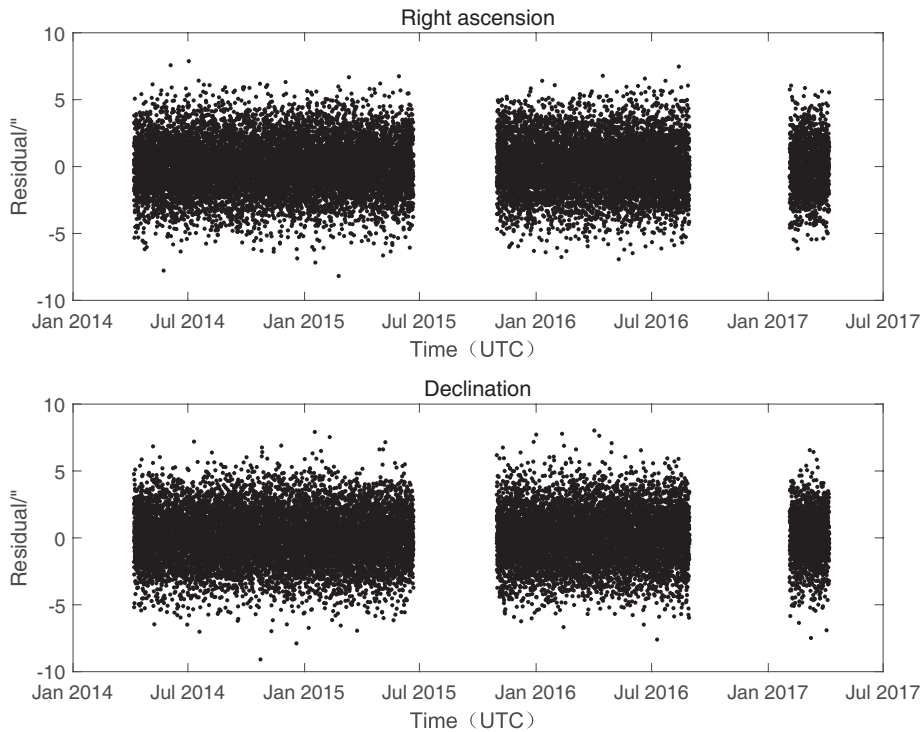 Right ascension
10
5
0
-5
-10
Residual/"
Jan 2014 Jul 2014 Jan 2015 Jul 2015 Jan 2016 Jul 2016 Jan 2017 Jul 2017
Time（UTC）
Declination
10
5
0
-5
-10
Residual/"
Jan 2014 Jul 2014 Jan 2015 Jul 2015 Jan 2016 Jul 2016 Jan 2017 Jul 2017
Time（UTC）